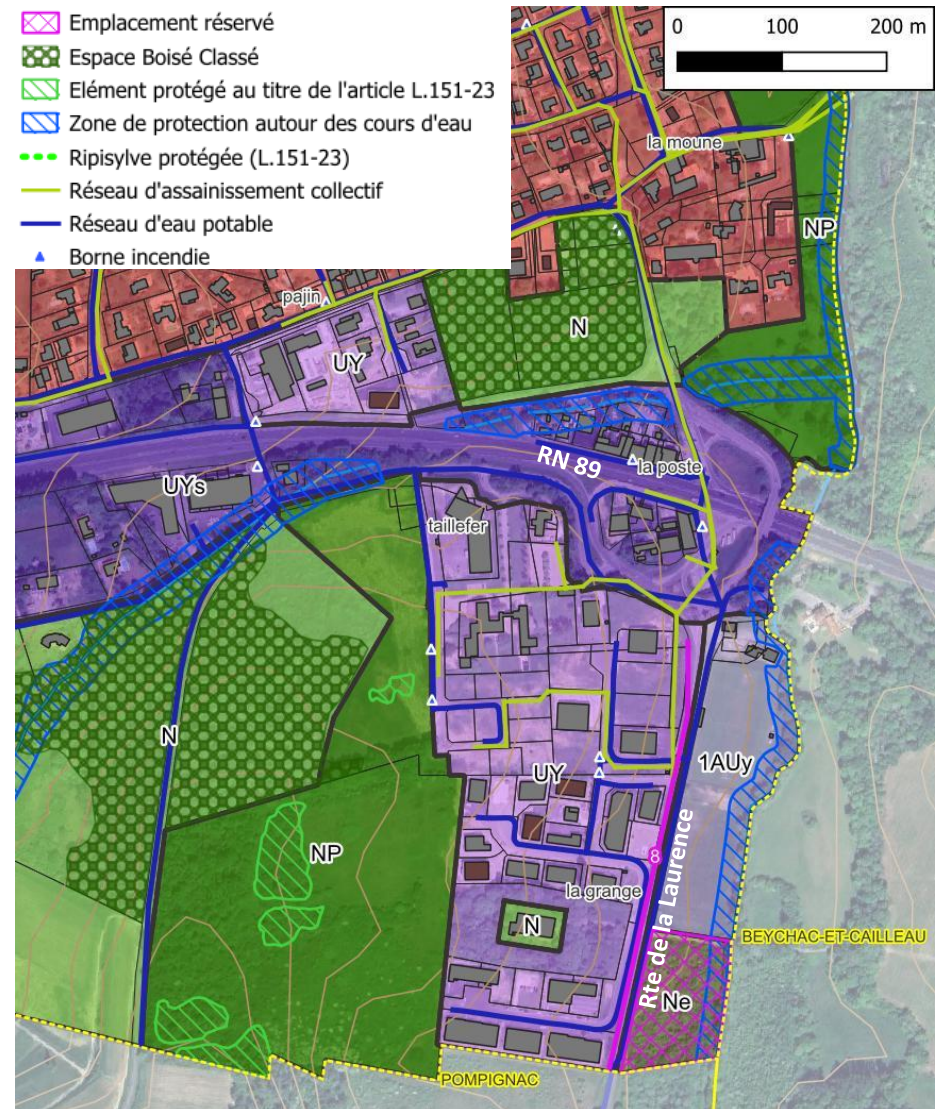 Emplacement réservé
Espace Boisé Classé
Elément protégé au titre de l'article L.151-23
Zone de protection autour des cours d'eau
Ripisylve protégée (L.151-23)
Réseau d'assainissement collectif
Réseau d'eau potable
Borne incendie
0 100 200 m
la moune
NP
pajin
N
UY
RN 89
la poste
UYs
taillefer
N
1AUy
UY
8
NP
la grange
Rte de la Laurence
N
BEYCHAC-ET-CAILLEAU
Ne
POMPIGNAC